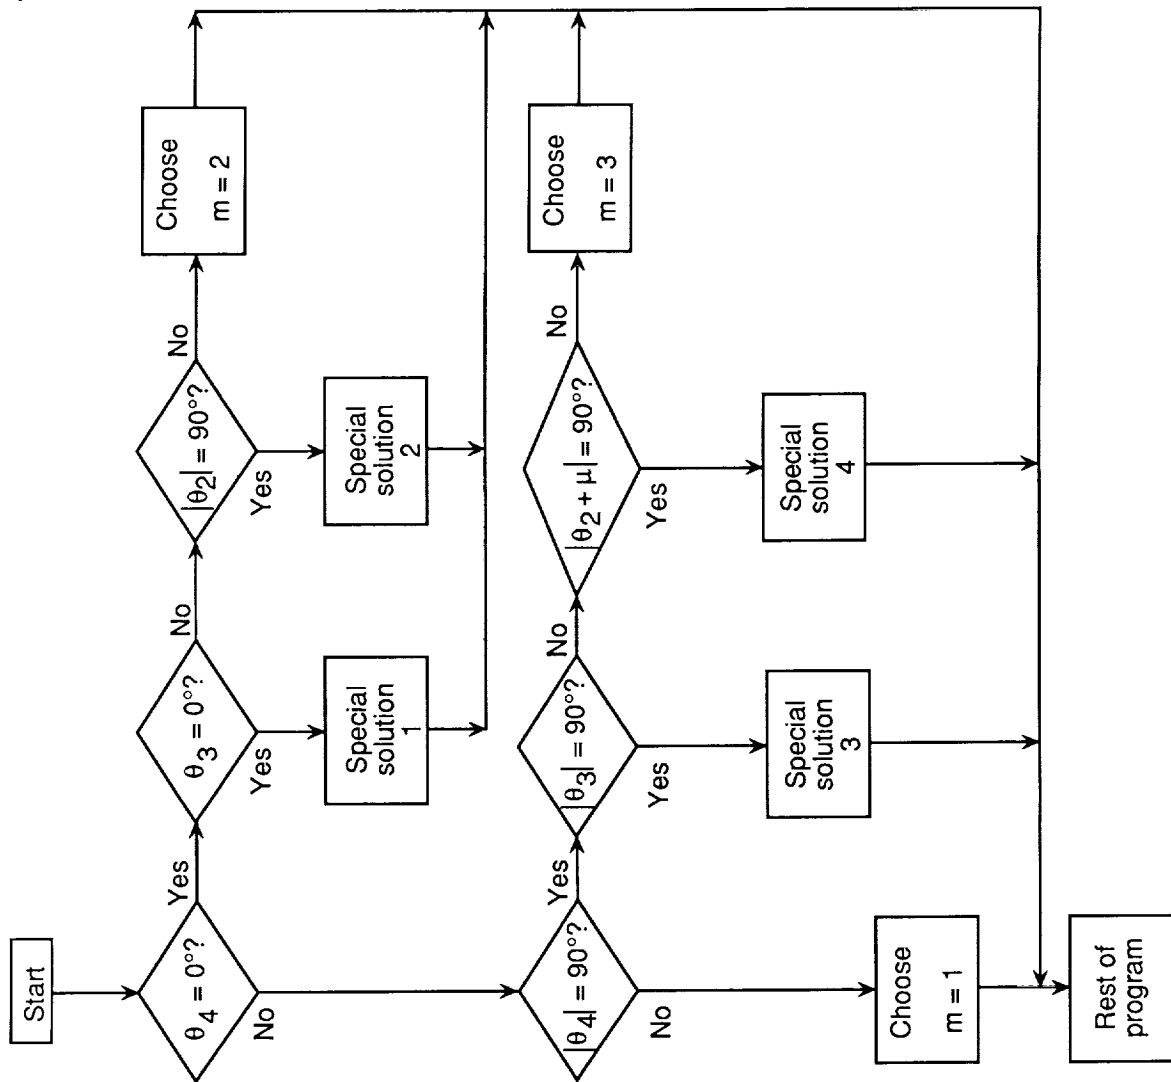 Start
θ4 = 0°?
Yes
No
θ3 = 0°?
No
Yes
Special
solution
1
|θ2| = 90°?
No
Yes
Special
solution
2
Choose
m = 2
|θ4| = 90°?
Yes
No
|θ3| = 90°?
No
Yes
Special
solution
3
|θ2 + μ| = 90°?
No
Yes
Special
solution
4
Choose
m = 3
Choose
m = 1
Rest of
program